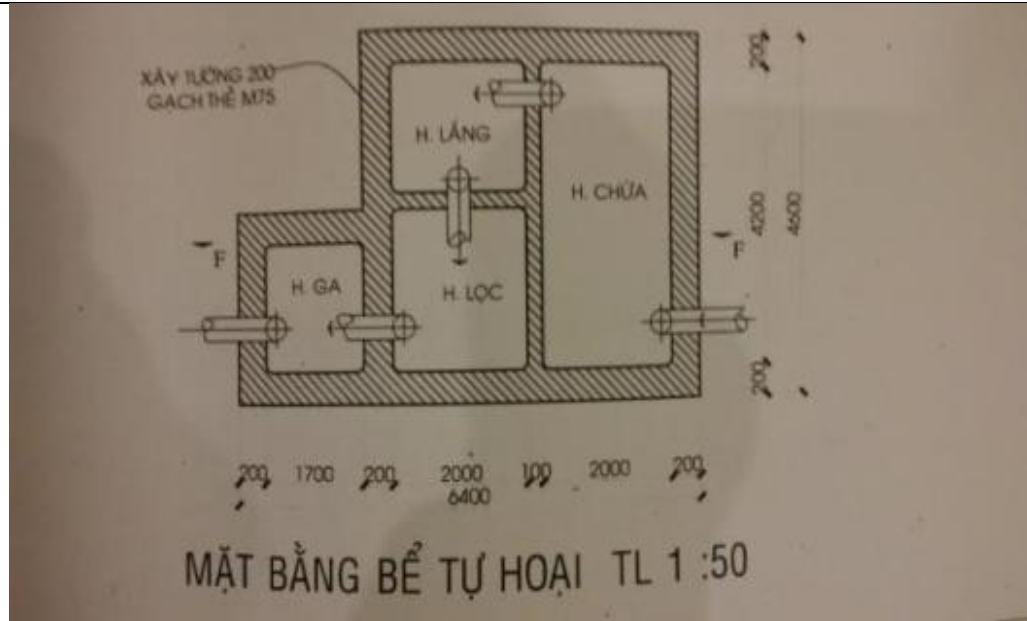 XÂY TƯỜNG 200
GẠCH THẺ M75
H. LẮNG
H. CHỨA
H. GA
H. LỌC
F
F
200
4200
4600
200
200 1700 200 2000 100 2000 200
6400
MẶT BẰNG BỂ TỰ HOẠI TL 1 :50